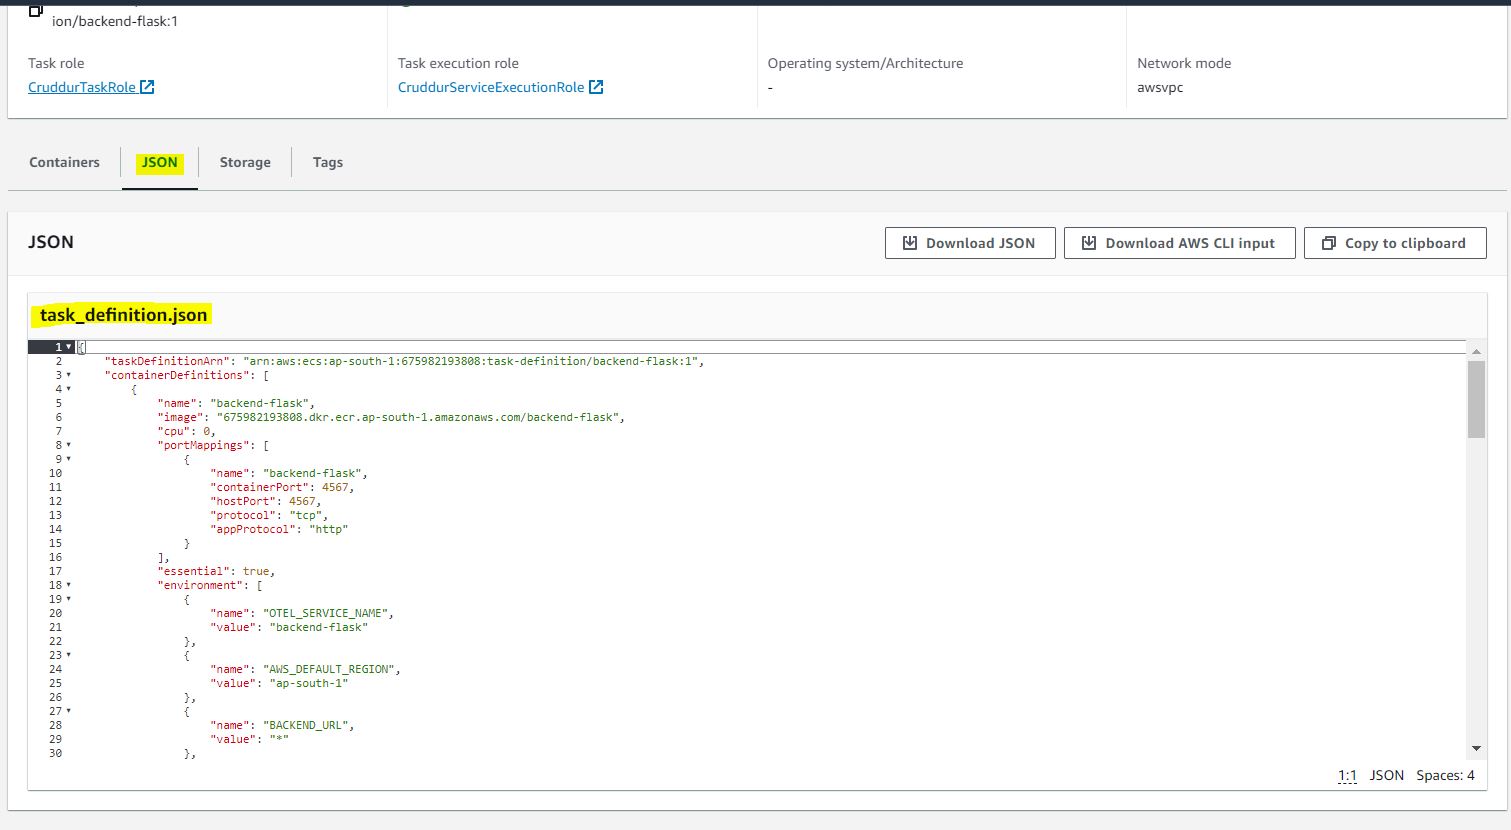 ion/backend-flask:1
Task role
CruddurTaskRole
Task execution role
CruddurServiceExecutionRole
Operating system/Architecture
-
Network mode
awsvpc
Containers
JSON
Storage
Tags
JSON
Download JSON
Download AWS CLI input
Copy to clipboard
task_definition.json
1 {
2 "taskDefinitionArn": "arn:aws:ecs:ap-south-1:675982193808:task-definition/backend-flask:1",
3 "containerDefinitions": [
4 {
5 "name": "backend-flask",
6 "image": "675982193808.dkr.ecr.ap-south-1.amazonaws.com/backend-flask",
7 "cpu": 0,
8 "portMappings": [
9 {
10 "name": "backend-flask",
11 "containerPort": 4567,
12 "hostPort": 4567,
13 "protocol": "tcp",
14 "appProtocol": "http"
15 }
16 ],
17 "essential": true,
18 "environment": [
19 {
20 "name": "OTEL_SERVICE_NAME",
21 "value": "backend-flask"
22 },
23 {
24 "name": "AWS_DEFAULT_REGION",
25 "value": "ap-south-1"
26 },
27 {
28 "name": "BACKEND_URL",
29 "value": "*"
30 },
1:1 JSON Spaces: 4